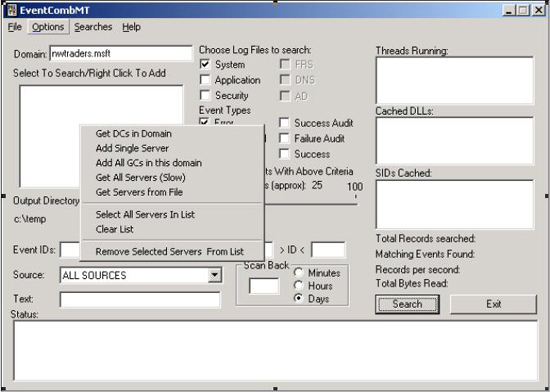 EventCombMT
File Options Searches Help
Domain: nwtraders.msft
Select To Search/Right Click To Add
Get DCs in Domain
Add Single Server
Add All GCs in this domain
Get All Servers (Slow)
Get Servers from File
Select All Servers In List
Clear List
Remove Selected Servers From List
Choose Log Files to search:
System FRS
Application DNS
Security AD
Event Types
Error Success Audit
Failure Audit
Success
ts With Above Criteria
s (approx): 25 100
Output Directory
c:\temp
Event IDs: > ID <
Source: ALL SOURCES
Text:
Scan Back
Minutes
Hours
Days
Threads Running:
Cached DLLs:
SIDs Cached:
Total Records searched:
Matching Events Found:
Records per second:
Total Bytes Read:
Search Exit
Status: